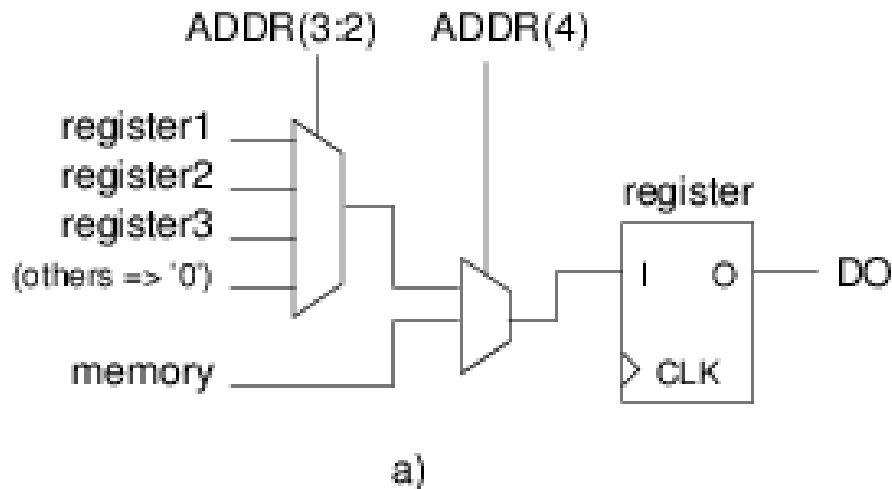 ADDR(3:2) ADDR(4)
register1
register2
register3
(others => '0')
memory
register
I O
CLK
DO
a)